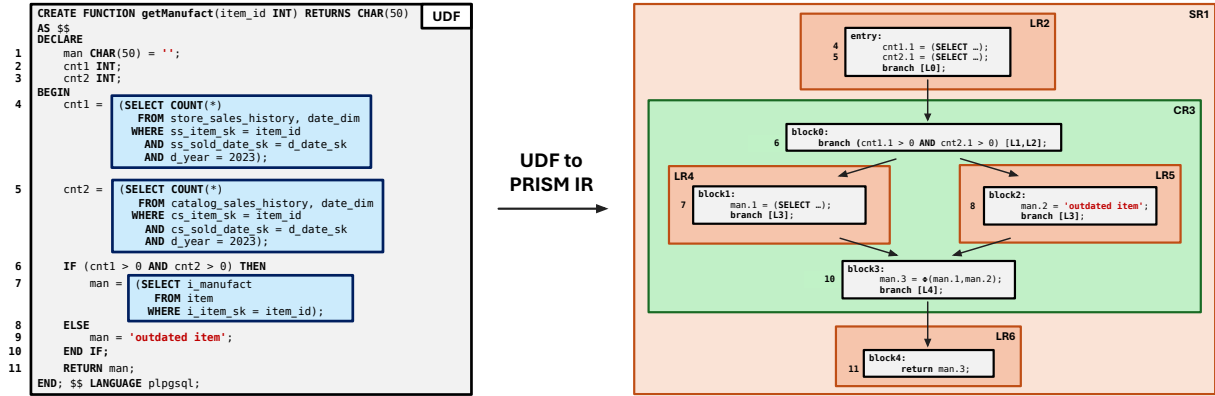 CREATE FUNCTION getManufact(item_id INT) RETURNS CHAR(50)
UDF
AS $$
DECLARE
1 man CHAR(50) = '';
2 cnt1 INT;
3 cnt2 INT;
BEGIN
4 cnt1 = (SELECT COUNT(*)
FROM store_sales_history, date_dim
WHERE ss_item_sk = item_id
AND ss_sold_date_sk = d_date_sk
AND d_year = 2023);
5 cnt2 = (SELECT COUNT(*)
FROM catalog_sales_history, date_dim
WHERE cs_item_sk = item_id
AND cs_sold_date_sk = d_date_sk
AND d_year = 2023);
6 IF (cnt1 > 0 AND cnt2 > 0) THEN
7 man = (SELECT i_manufact
FROM item
WHERE i_item_sk = item_id);
8 ELSE
9 man = 'outdated item';
10 END IF;
11 RETURN man;
END; $$ LANGUAGE plpgsql;
UDF to
PRISM IR
SR1
LR2
entry:
4 cnt1.1 = (SELECT …);
5 cnt2.1 = (SELECT …);
branch [L0];
CR3
block0:
6 branch (cnt1.1 > 0 AND cnt2.1 > 0) [L1,L2];
LR4
block1:
7 man.1 = (SELECT …);
branch [L3];
LR5
block2:
8 man.2 = 'outdated item';
branch [L3];
block3:
10 man.3 = Φ(man.1,man.2);
branch [L4];
LR6
block4:
11 return man.3;